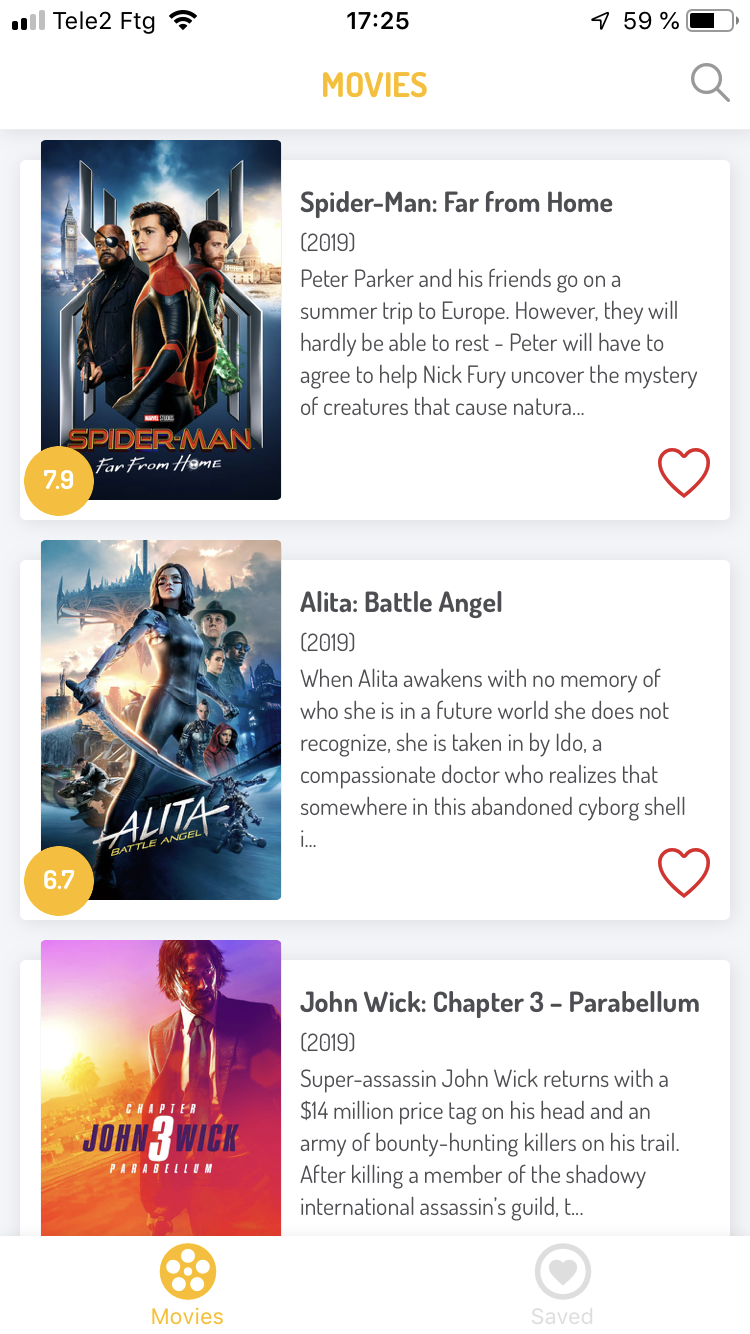 Tele2 Ftg 17:25 59 %
MOVIES
MARVEL STUDIOS
SPIDER-MAN
Far From Home
7.9
Spider-Man: Far from Home
(2019)
Peter Parker and his friends go on a
summer trip to Europe. However, they will
hardly be able to rest - Peter will have to
agree to help Nick Fury uncover the mystery
of creatures that cause natura...
ALITA
BATTLE ANGEL
6.7
Alita: Battle Angel
(2019)
When Alita awakens with no memory of
who she is in a future world she does not
recognize, she is taken in by Ido, a
compassionate doctor who realizes that
somewhere in this abandoned cyborg shell
i...
CHAPTER
JOHN 3 WICK
PARABELLUM
John Wick: Chapter 3 – Parabellum
(2019)
Super-assassin John Wick returns with a
$14 million price tag on his head and an
army of bounty-hunting killers on his trail.
After killing a member of the shadowy
international assassin’s guild, t...
Movies
Saved